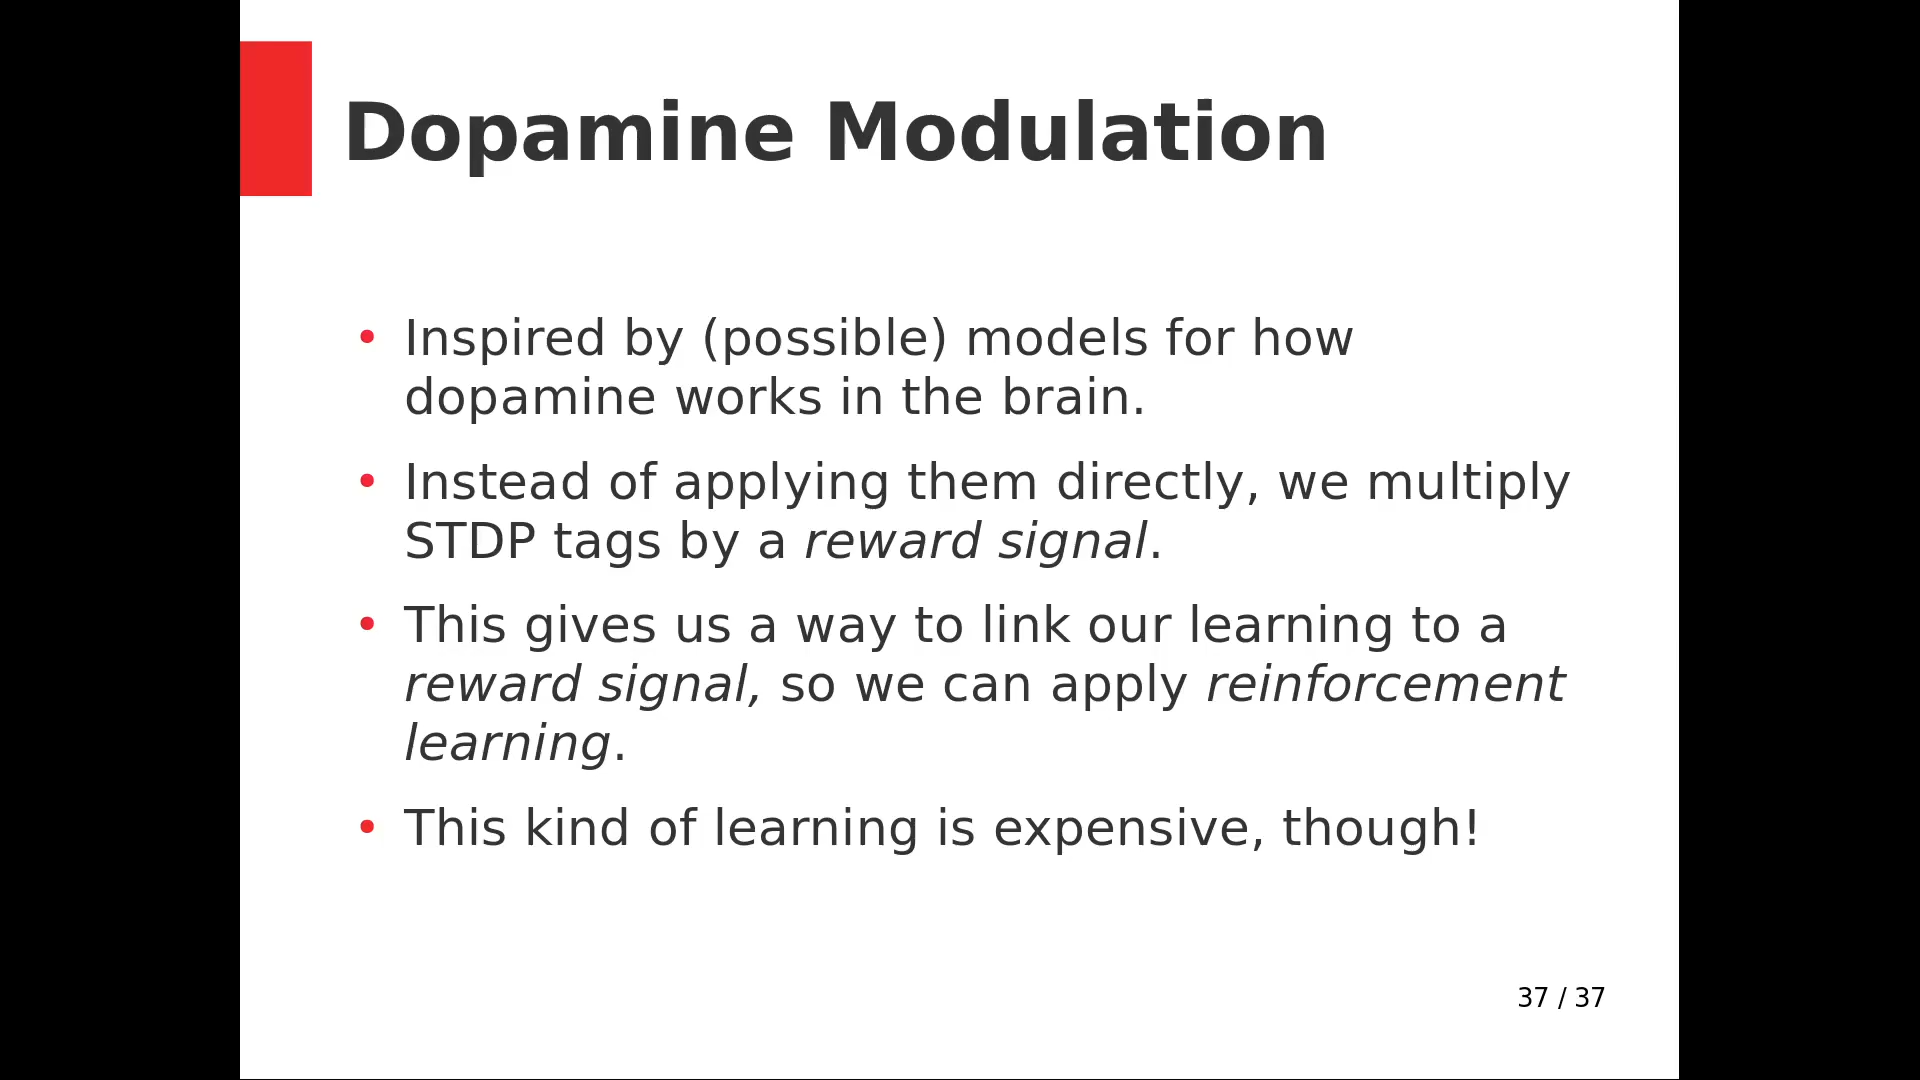 Dopamine Modulation
• Inspired by (possible) models for how
dopamine works in the brain.
• Instead of applying them directly, we multiply
STDP tags by a reward signal.
• This gives us a way to link our learning to a
reward signal, so we can apply reinforcement
learning.
• This kind of learning is expensive, though!
37 / 37